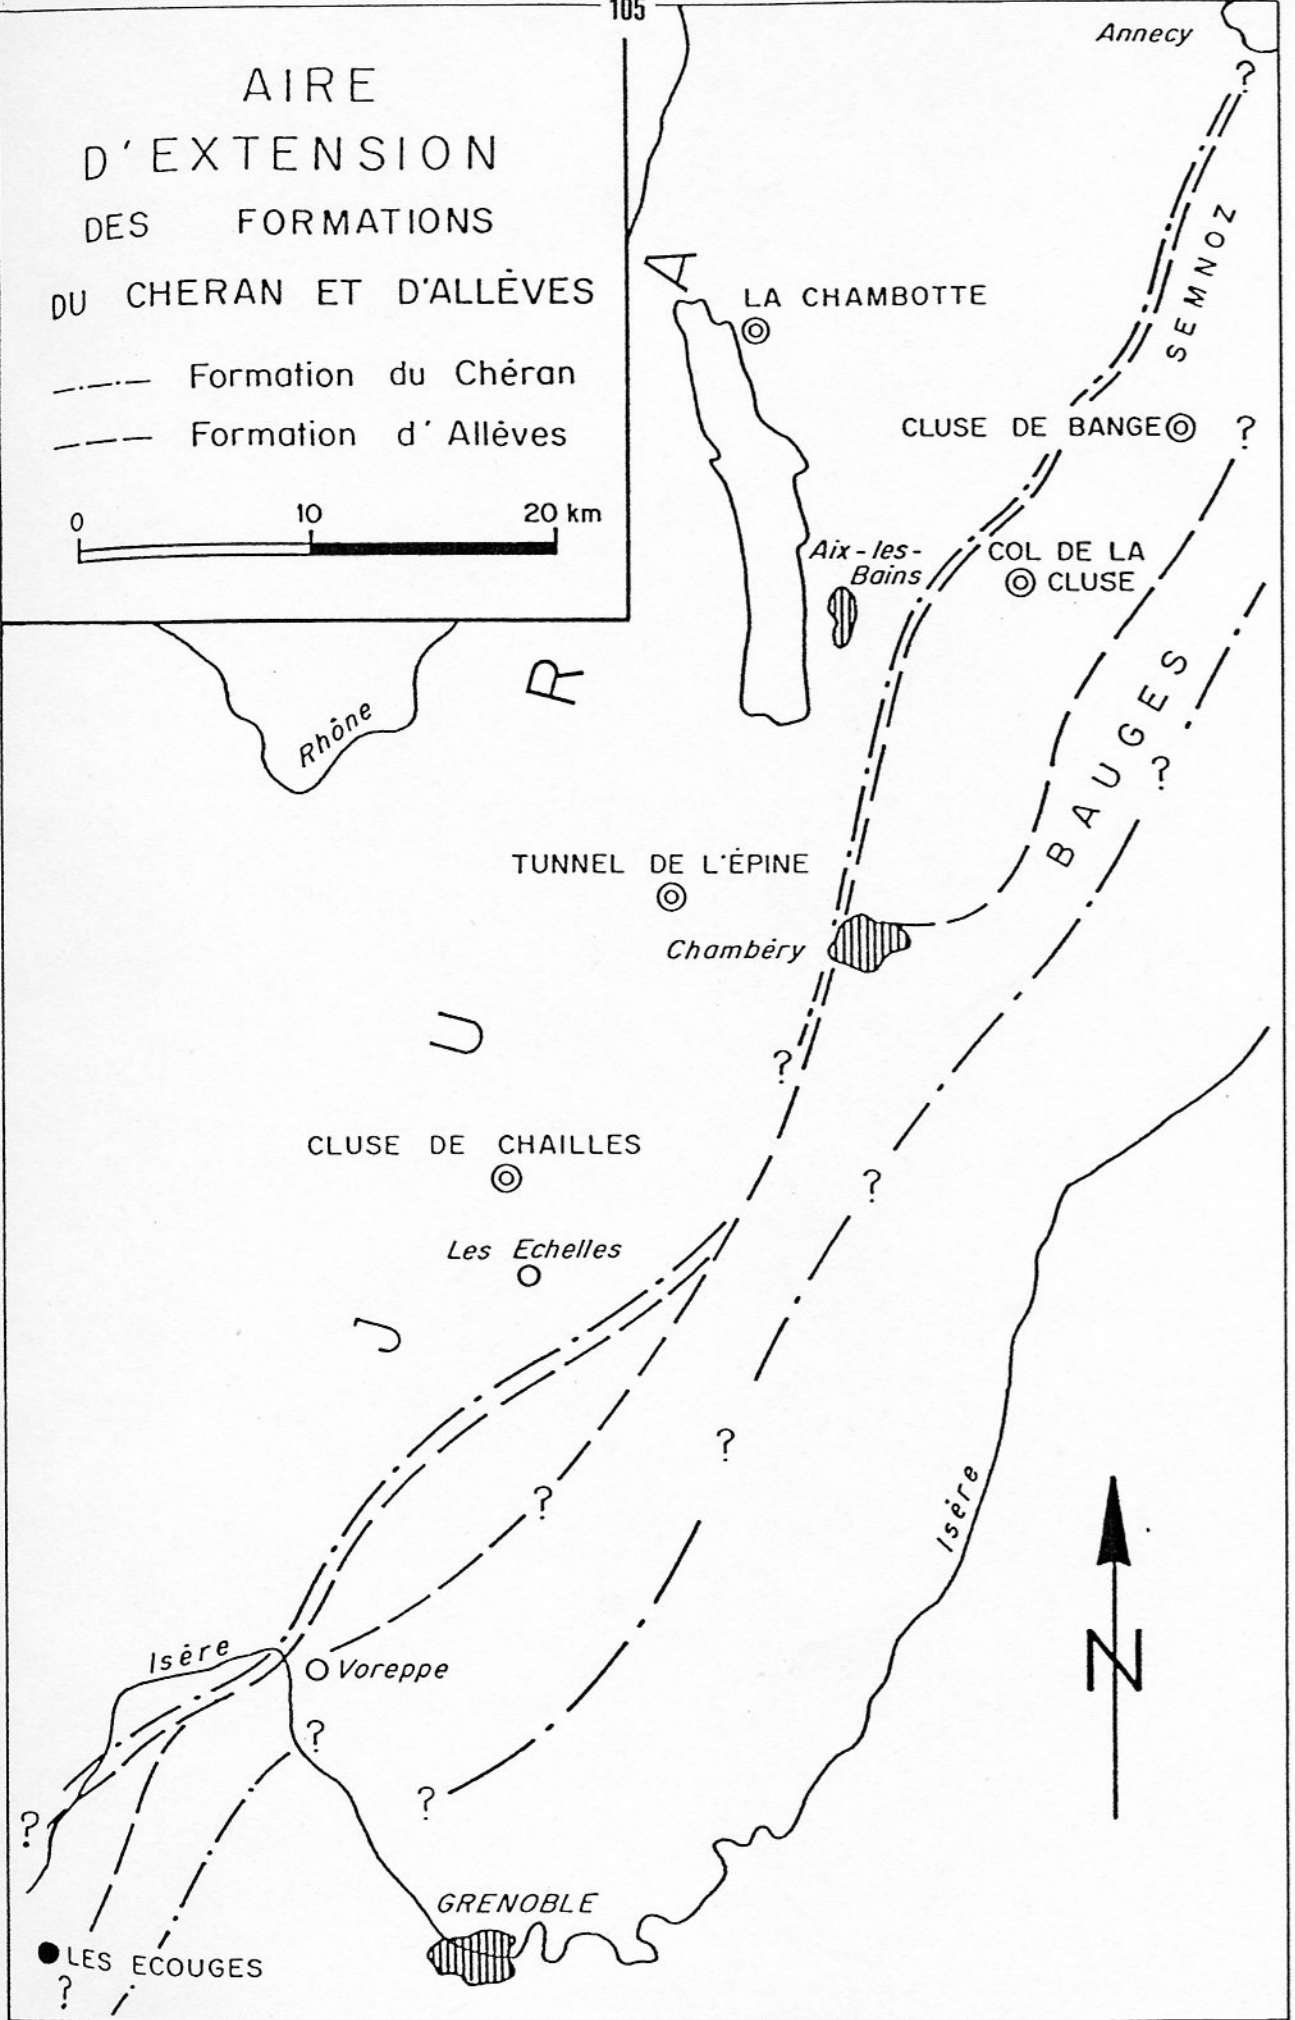 105
AIRE
D'EXTENSION
DES FORMATIONS
DU CHERAN ET D'ALLÈVES
Formation du Chéran
Formation d'Allèves
0 10 20 km
Annecy
?
SEMNOZ
LA CHAMBOTTE
CLUSE DE BANGE
?
Aix-les-
Bains
COL DE LA
CLUSE
Rhône
BAUGES
?
TUNNEL DE L'ÉPINE
Chambéry
?
CLUSE DE CHAILLES
?
Les Echelles
JURA
?
?
Isère
N
Isère
Voreppe
?
?
?
GRENOBLE
LES ECOUGES
?